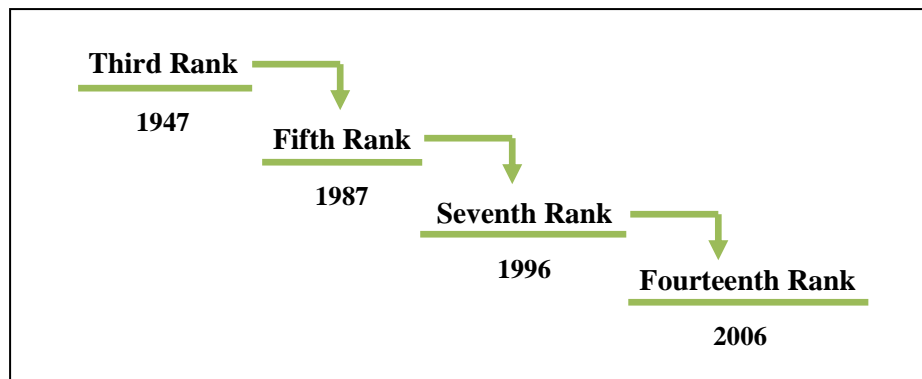 Third Rank
1947
Fifth Rank
1987
Seventh Rank
1996
Fourteenth Rank
2006